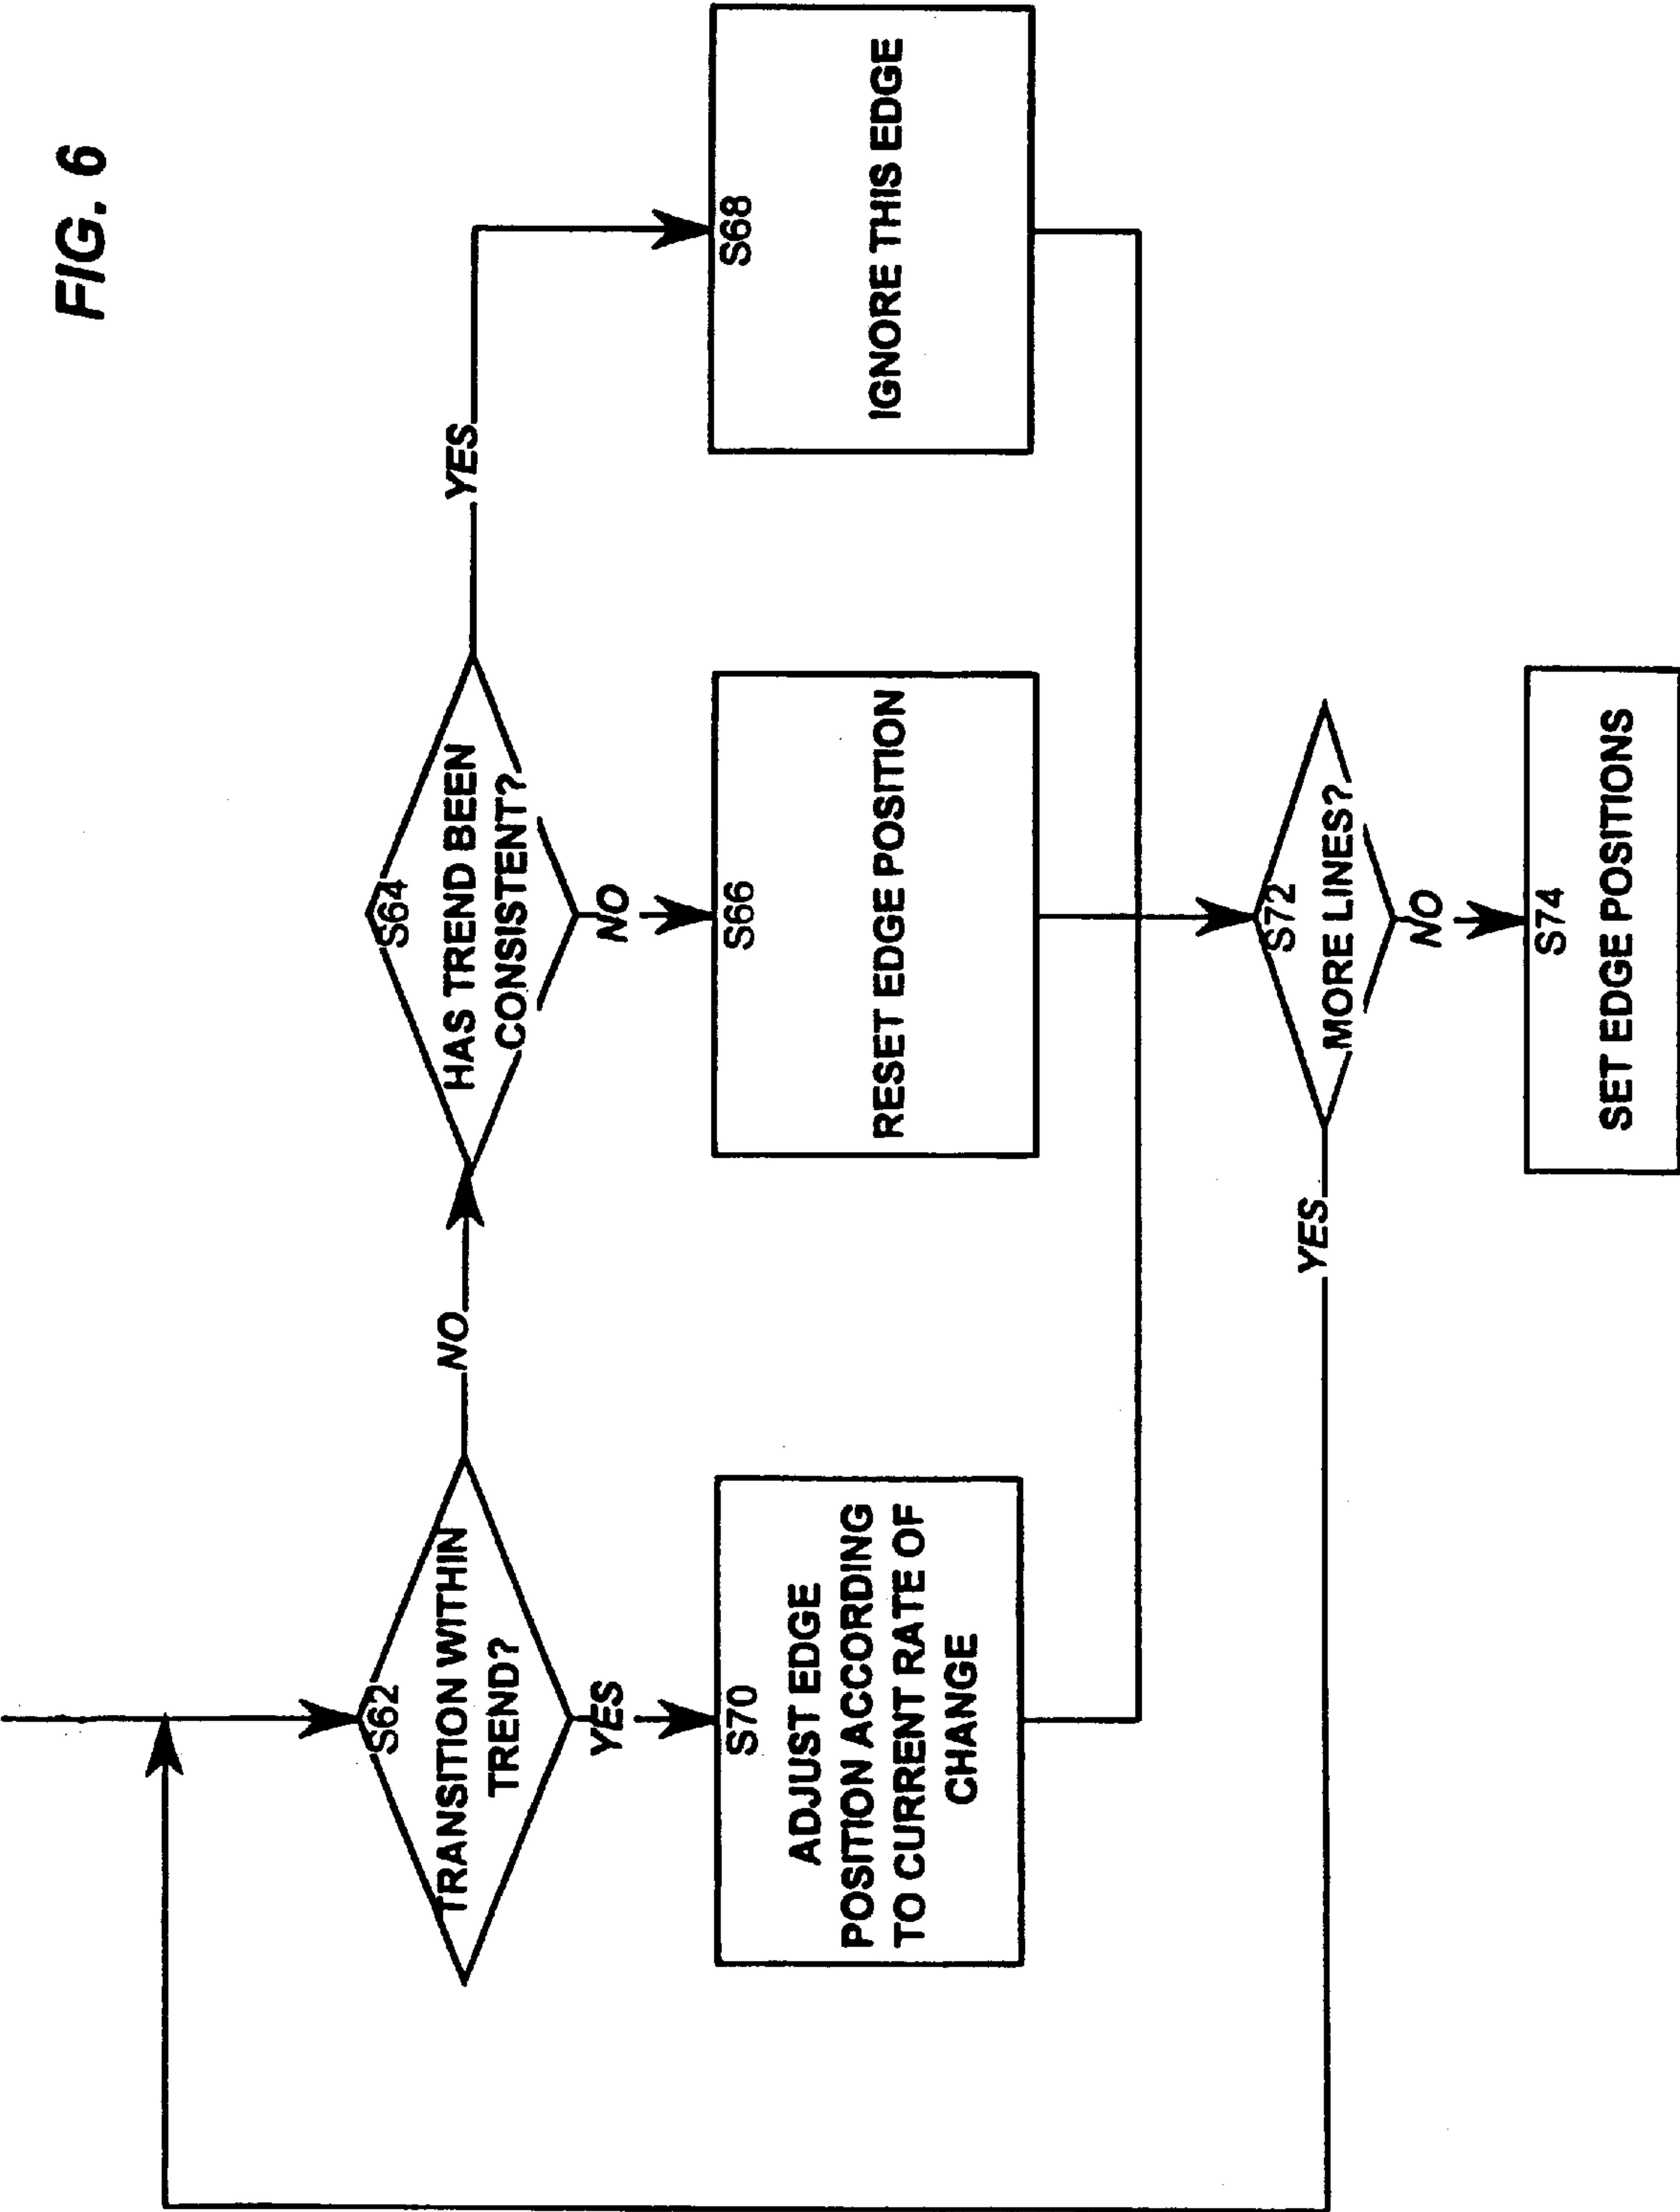 FIG. 6
S62
TRANSITION WITHIN
TREND?
NO
YES
S64
HAS TREND BEEN
CONSISTENT?
YES
NO
S70
ADJUST EDGE
POSITION ACCORDING
TO CURRENT RATE OF
CHANGE
S66
RESET EDGE POSITION
S68
IGNORE THIS EDGE
S72
MORE LINES?
YES
NO
S74
SET EDGE POSITIONS